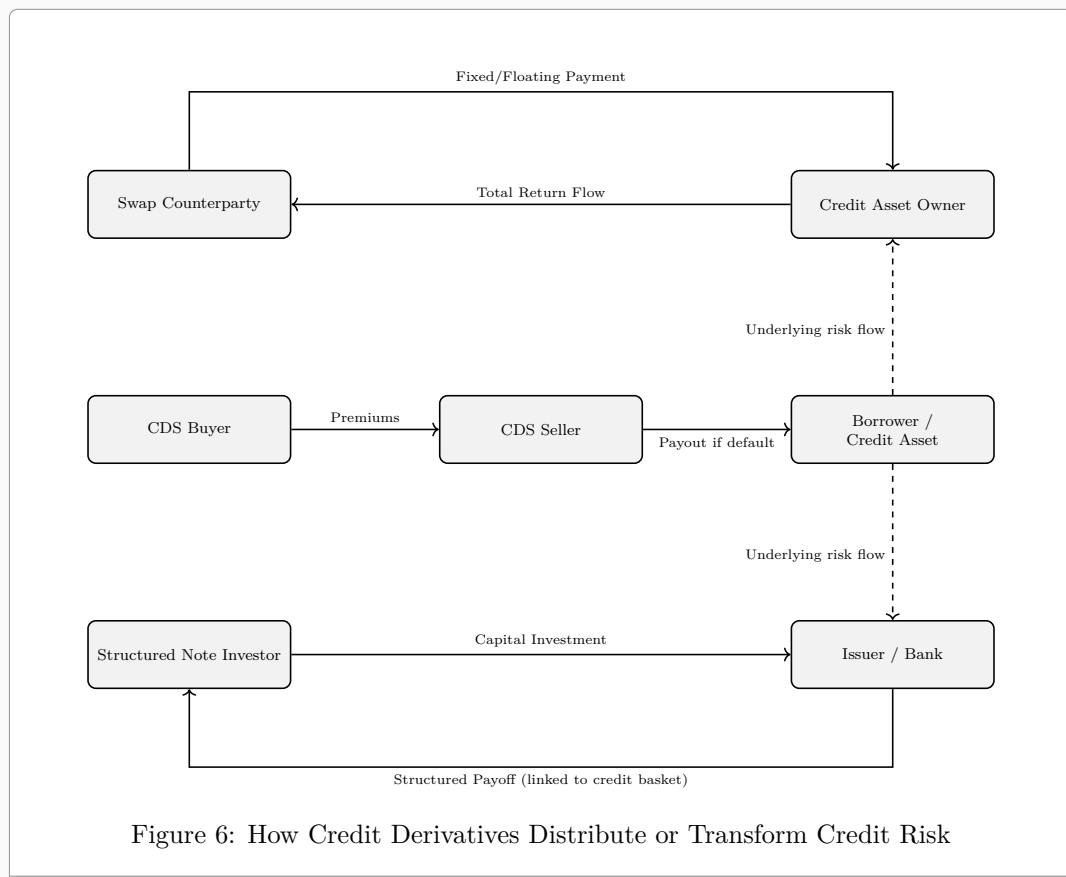 Fixed/Floating Payment
Swap Counterparty
Total Return Flow
Credit Asset Owner
Underlying risk flow
CDS Buyer
Premiums
CDS Seller
Payout if default
Borrower /
Credit Asset
Underlying risk flow
Structured Note Investor
Capital Investment
Issuer / Bank
Structured Payoff (linked to credit basket)
Figure 6: How Credit Derivatives Distribute or Transform Credit Risk